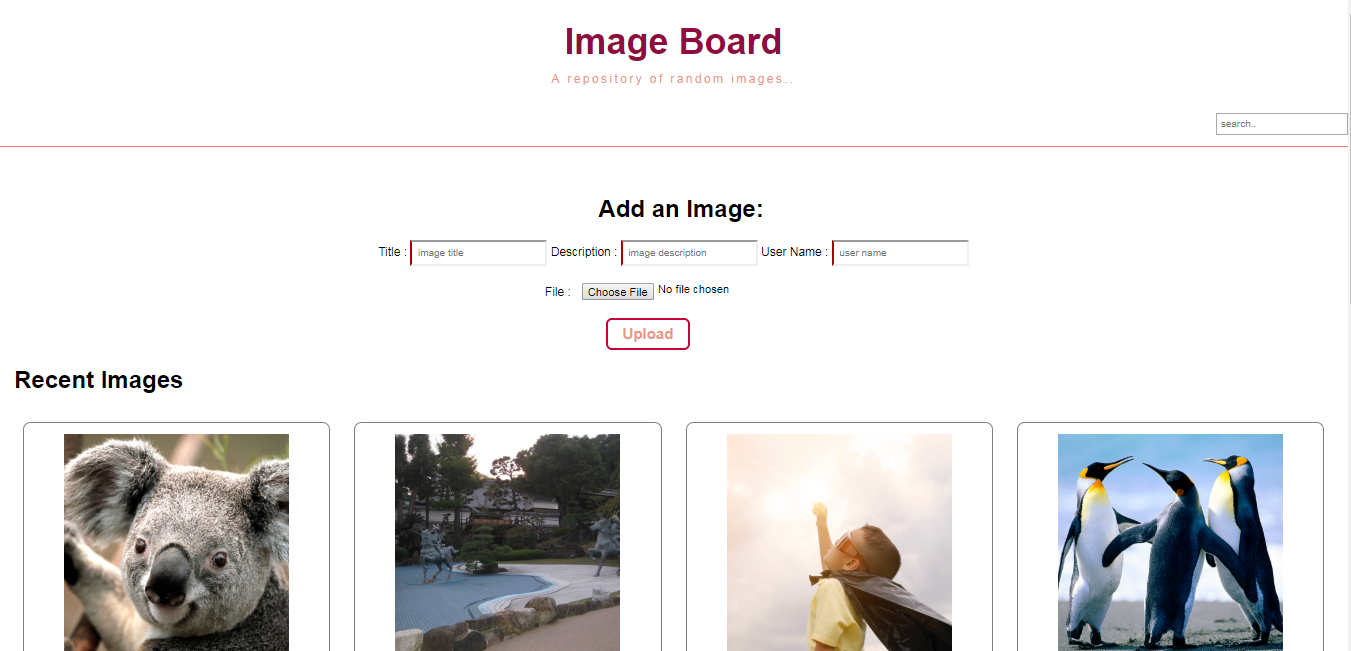 Image Board
A repository of random images..
search..
Add an Image:
Title : image title Description : image description User Name : user name
File : Choose File No file chosen
Upload
Recent Images